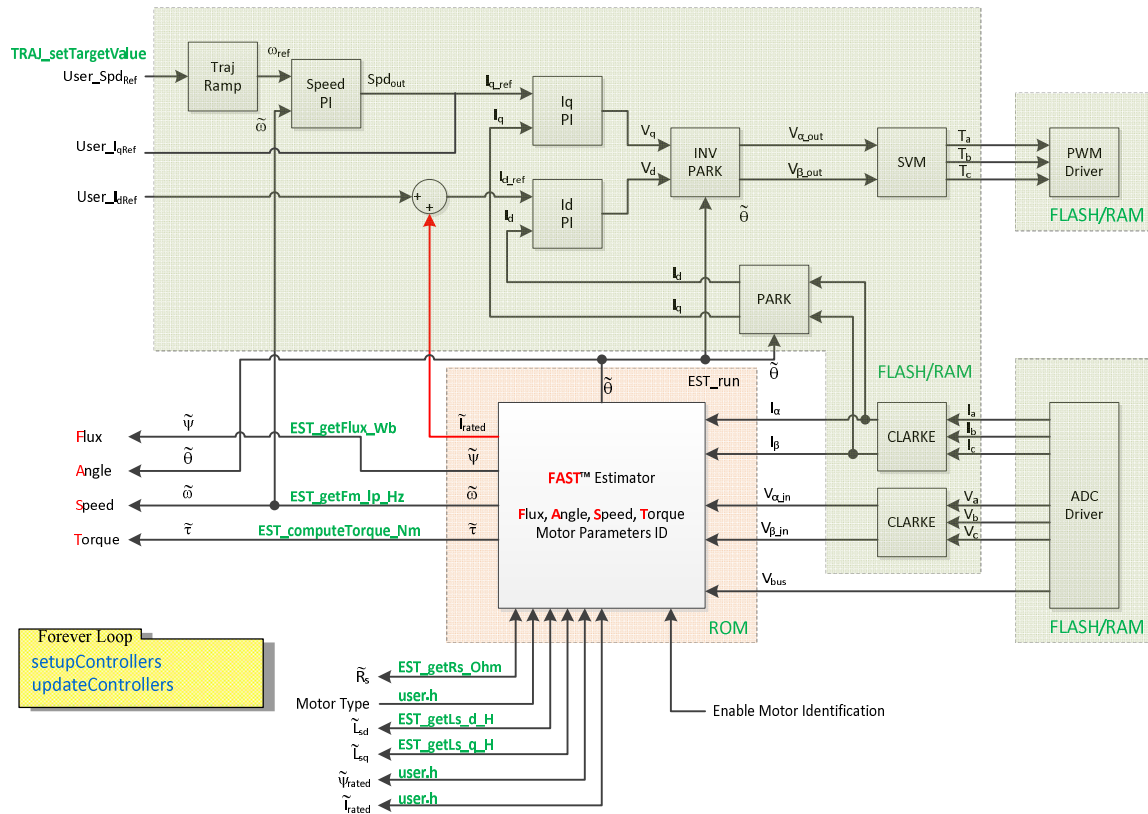 TRAJ_setTargetValue
User_SpdRef
Traj
Ramp
ωref
Speed
PI
Spdout
ω̃
User_IqRef
User_IdRef
+
+
Iq_ref
Iq
Iq
PI
Id_ref
Id
Id
PI
Vq
Vd
INV
PARK
θ̃
Vα_out
Vβ_out
SVM
Ta
Tb
Tc
PWM
Driver
FLASH/RAM
Id
Iq
PARK
θ̃
θ̃
EST_run
FLASH/RAM
Flux
ψ̃
EST_getFlux_Wb
Angle
θ̃
Speed
ω̃
EST_getFm_lp_Hz
Torque
τ̃
EST_computeTorque_Nm
Ĩrated
ψ̃
ω̃
τ̃
FAST™ Estimator
Flux, Angle, Speed, Torque
Motor Parameters ID
ROM
Iα
Iβ
Vα_in
Vβ_in
Vbus
CLARKE
CLARKE
Ia
Ib
Ic
Va
Vb
Vc
ADC
Driver
FLASH/RAM
Forever Loop
setupControllers
updateControllers
R̃s
EST_getRs_Ohm
Motor Type
user.h
L̃sd
EST_getLs_d_H
L̃sq
EST_getLs_q_H
ψ̃rated
user.h
Ĩrated
user.h
Enable Motor Identification